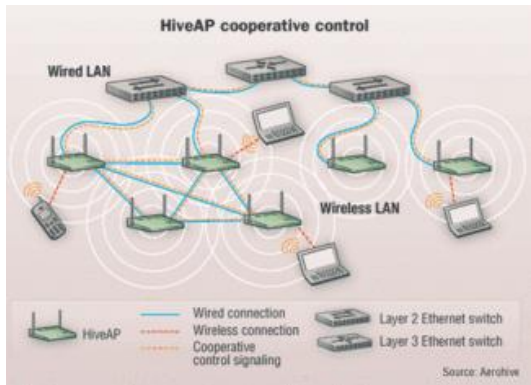 HiveAP cooperative control
Wired LAN
Wireless LAN
HiveAP
Wired connection
Wireless connection
Cooperative
control signaling
Layer 2 Ethernet switch
Layer 3 Ethernet switch
Source: Aerohive